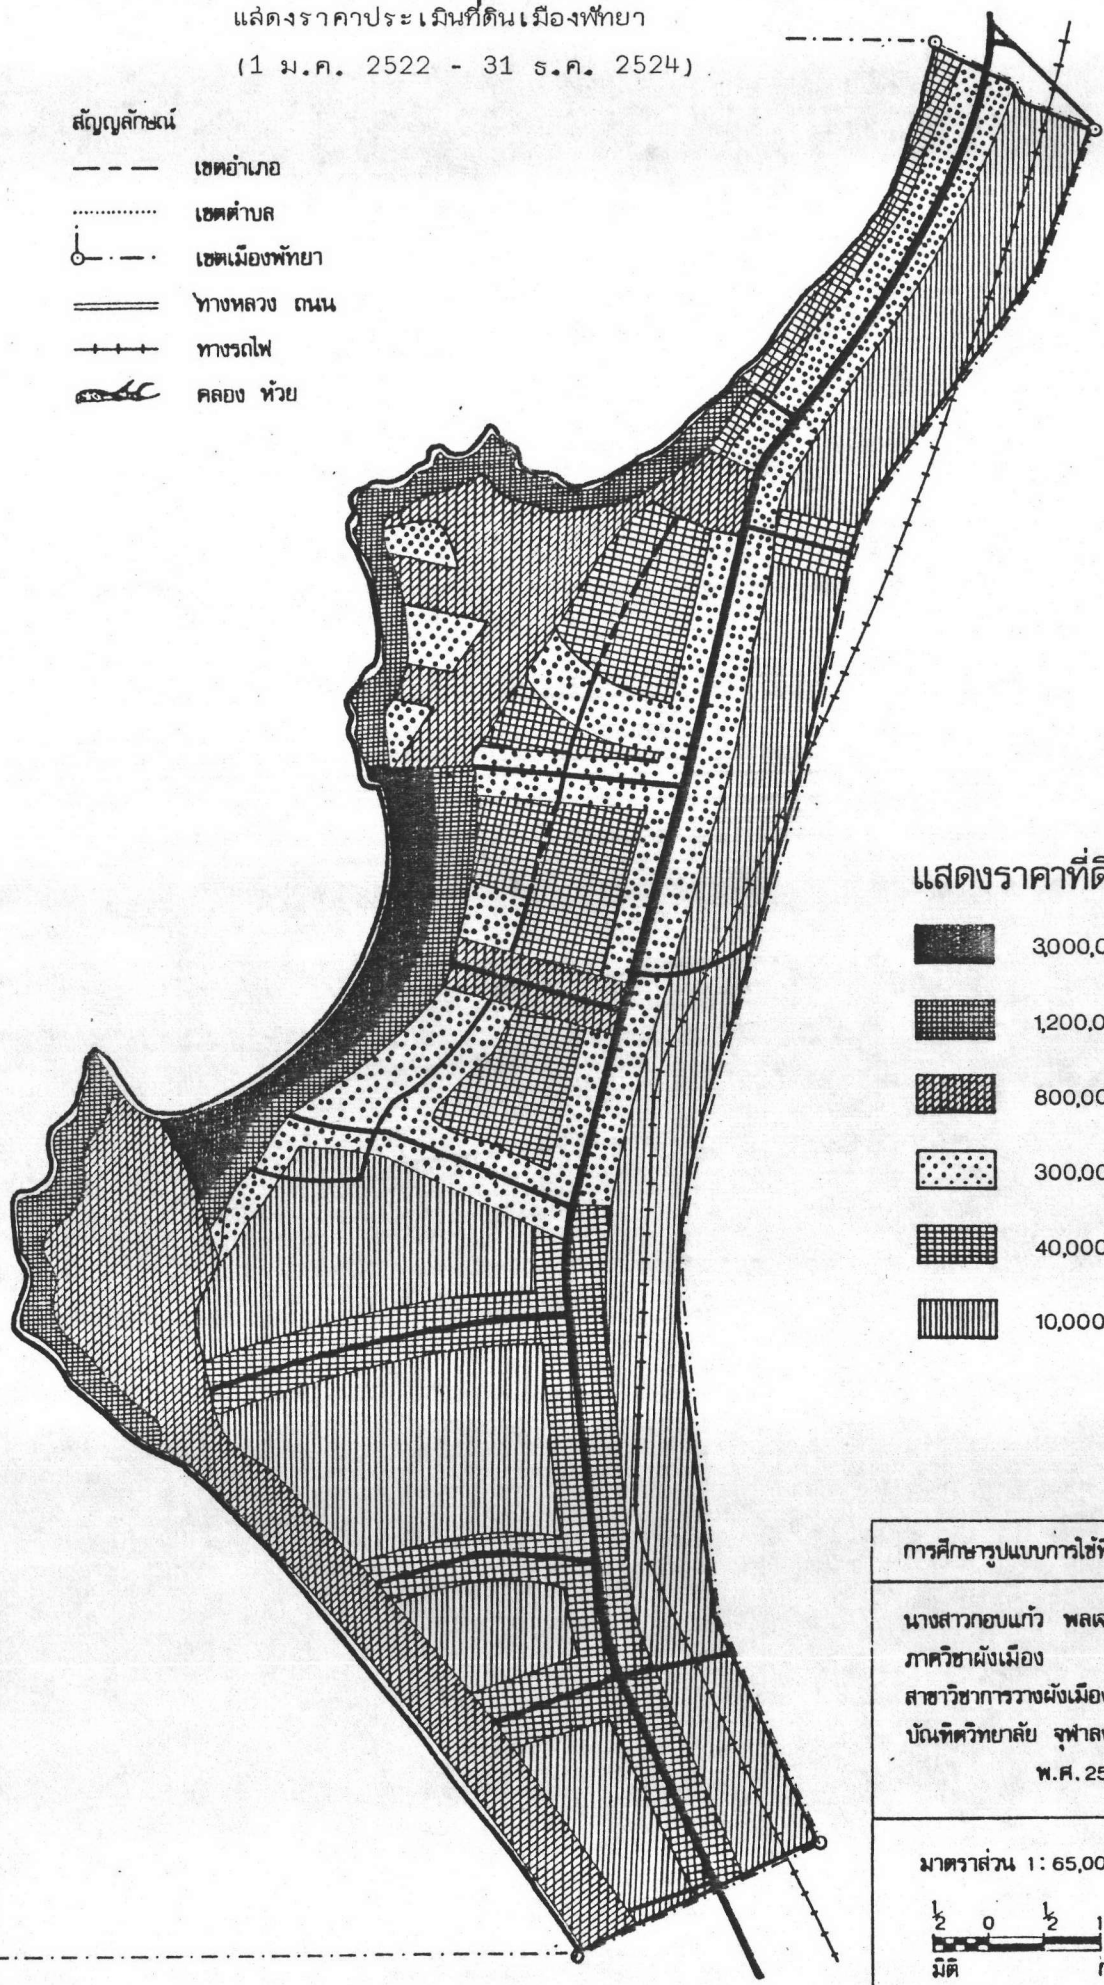 แสดงราคาประเมินที่ดินเมืองพัทยา
(1 ม.ค. 2522 - 31 ธ.ค. 2524)
สัญญลักษณ์
เขตอำเภอ
เขตตำบล
เขตเมืองพัทยา
ทางหลวง ถนน
ทางรถไฟ
คลอง ห้วย
แสดงราคาที่ดิ
3,000,0
1,200,0
800,00
300,00
40,000
10,000
การศึกษารูปแบบการใช้ที
นางสาวกอบแก้ว พล
ภาควิชาผังเมือง
สาขาวิชาการวางผังเมือง
บัณฑิตวิทยาลัย จุฬาล
พ.ศ. 25
มาตราส่วน 1 : 65,00
1/2 0 1/2 1
มิติ ก